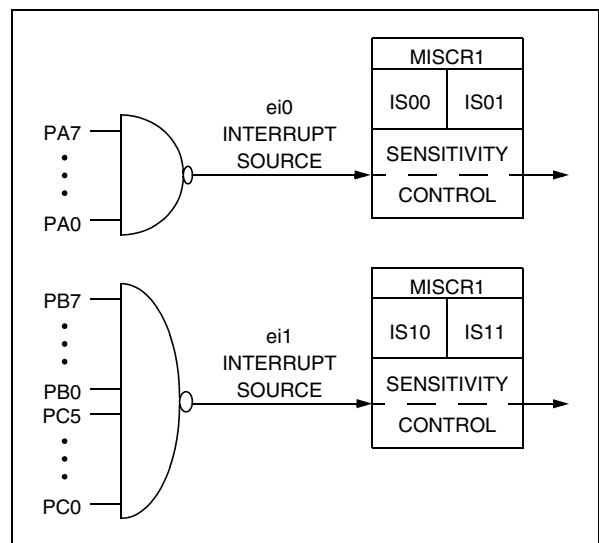 MISCR1
IS00 IS01
SENSITIVITY
CONTROL
ei0
INTERRUPT
SOURCE
PA7
PA0
MISCR1
IS10 IS11
SENSITIVITY
CONTROL
ei1
INTERRUPT
SOURCE
PB7
PB0
PC5
PC0